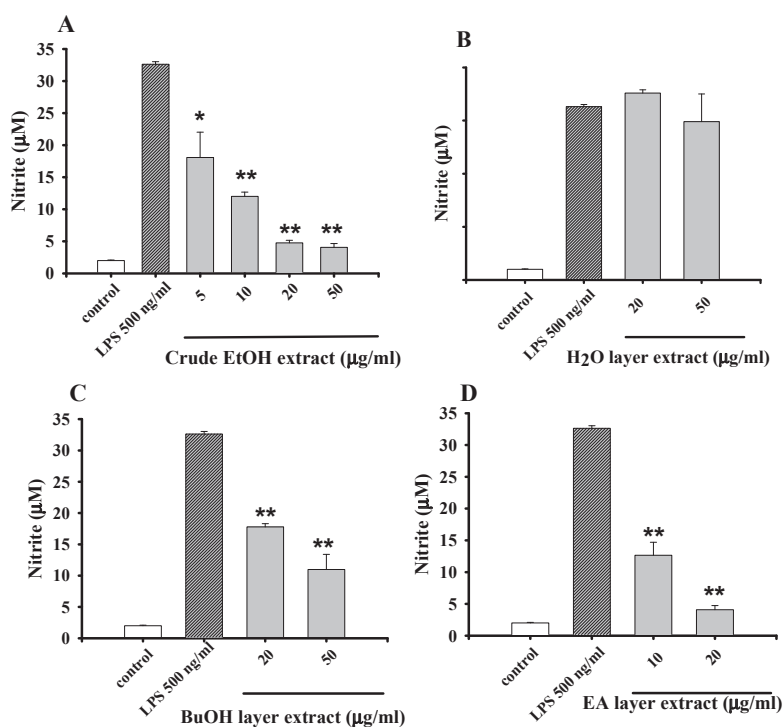 A
35
30
25
20
15
10
5
0
Nitrite (μM)
*
**
**
**
control
LPS 500 ng/ml
5
10
20
50
Crude EtOH extract (μg/ml)
B
Nitrite (μM)
control
LPS 500 ng/ml
20
50
H2O layer extract (μg/ml)
C
35
30
25
20
15
10
5
0
Nitrite (μM)
**
**
control
LPS 500 ng/ml
20
50
BuOH layer extract (μg/ml)
D
35
30
25
20
15
10
5
0
Nitrite (μM)
**
**
control
LPS 500 ng/ml
10
20
EA layer extract (μg/ml)